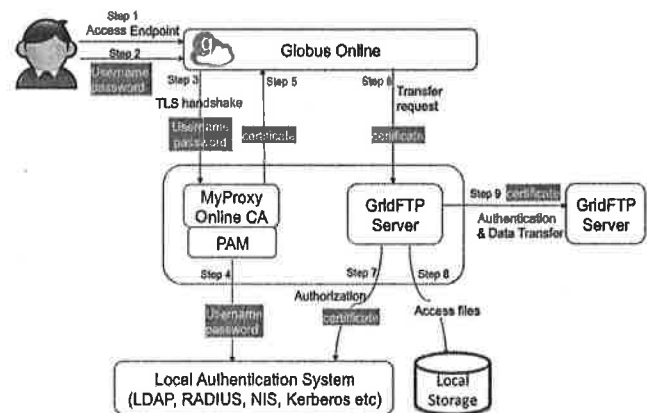 Step 1
Access Endpoint
Step 2
Username
password
g
Globus Online
Step 3
TLS handshake
Username
password
Step 5
certificate
Step 6
Transfer
request
certificate
MyProxy
Online CA
PAM
GridFTP
Server
Step 9 certificate
Authentication
& Data Transfer
GridFTP
Server
Step 4
Username
password
Step 7
Authorization
certificate
Step 8
Access files
Local Authentication System
(LDAP, RADIUS, NIS, Kerberos etc)
Local
Storage